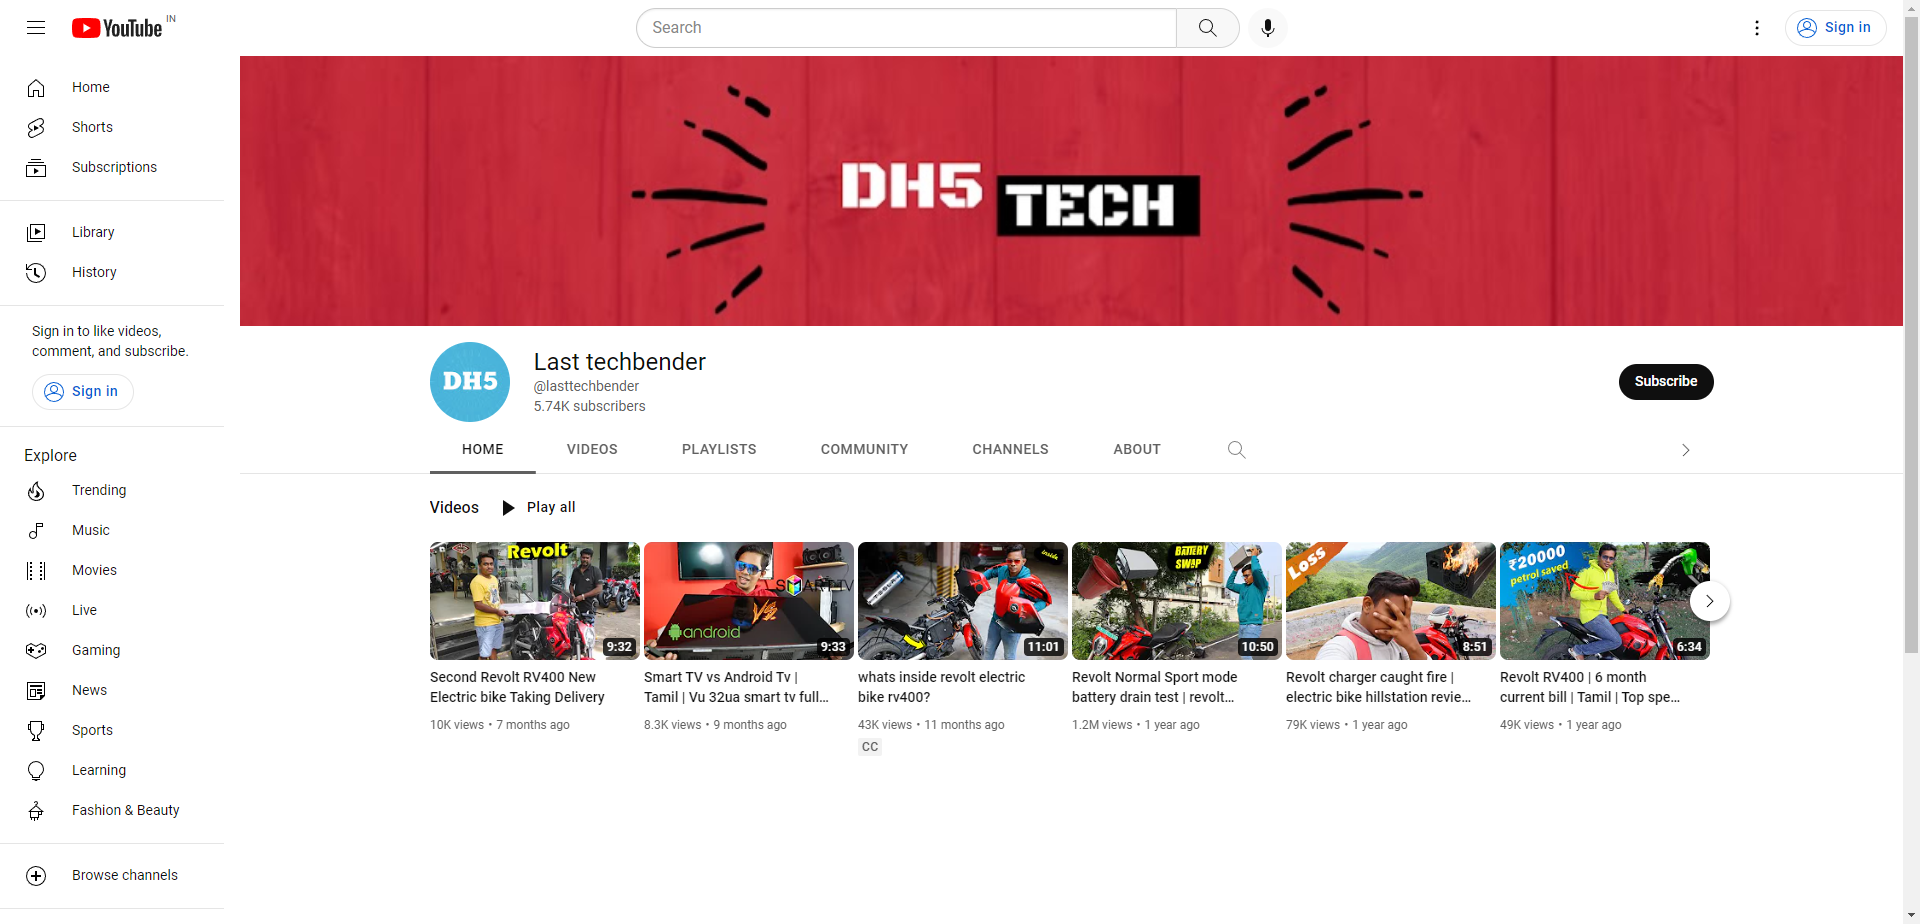 YouTube IN
Search
Sign in
Home
Shorts
Subscriptions
Library
History
Sign in to like videos,
comment, and subscribe.
Sign in
Explore
Trending
Music
Movies
Live
Gaming
News
Sports
Learning
Fashion & Beauty
Browse channels
DH5
TECH
DH5
Last techbender
@lasttechbender
5.74K subscribers
Subscribe
HOME VIDEOS PLAYLISTS COMMUNITY CHANNELS ABOUT
Videos Play all
Revolt
9:32
Second Revolt RV400 New
Electric bike Taking Delivery
10K views • 7 months ago
SMART TV
Vs
android
9:33
Smart TV vs Android Tv |
Tamil | Vu 32ua smart tv full...
8.3K views • 9 months ago
inside
11:01
whats inside revolt electric
bike rv400?
43K views • 11 months ago
CC
BATTERY
SWAP
10:50
Revolt Normal Sport mode
battery drain test | revolt...
1.2M views • 1 year ago
Loss
8:51
Revolt charger caught fire |
electric bike hillstation revie...
79K views • 1 year ago
₹20000
petrol saved
6:34
Revolt RV400 | 6 month
current bill | Tamil | Top spe...
49K views • 1 year ago